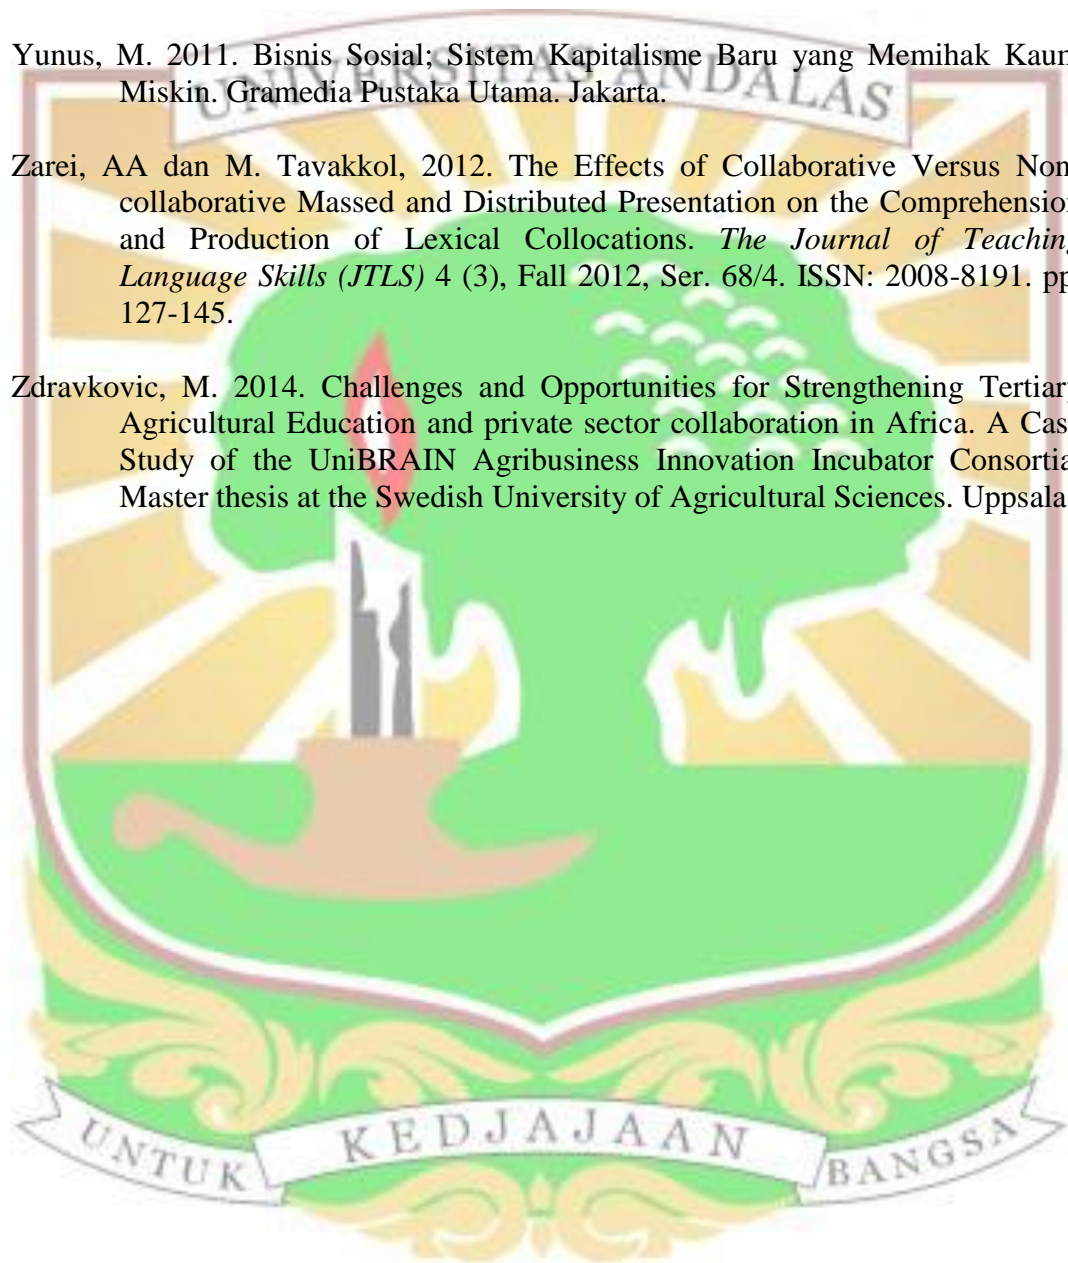 Yunus, M. 2011. Bisnis Sosial; Sistem Kapitalisme Baru yang Memihak Kaum
Miskin. Gramedia Pustaka Utama. Jakarta.
Zarei, AA dan M. Tavakkol, 2012. The Effects of Collaborative Versus Non
collaborative Massed and Distributed Presentation on the Comprehension
and Production of Lexical Collocations. The Journal of Teaching
Language Skills (JTLS) 4 (3), Fall 2012, Ser. 68/4. ISSN: 2008-8191. pp
127-145.
Zdravkovic, M. 2014. Challenges and Opportunities for Strengthening Tertiary
Agricultural Education and private sector collaboration in Africa. A Cas
Study of the UniBRAIN Agribusiness Innovation Incubator Consortia
Master thesis at the Swedish University of Agricultural Sciences. Uppsala
UNIVERSITAS ANDALAS
UNTUK KEDJAJAAN BANGSA